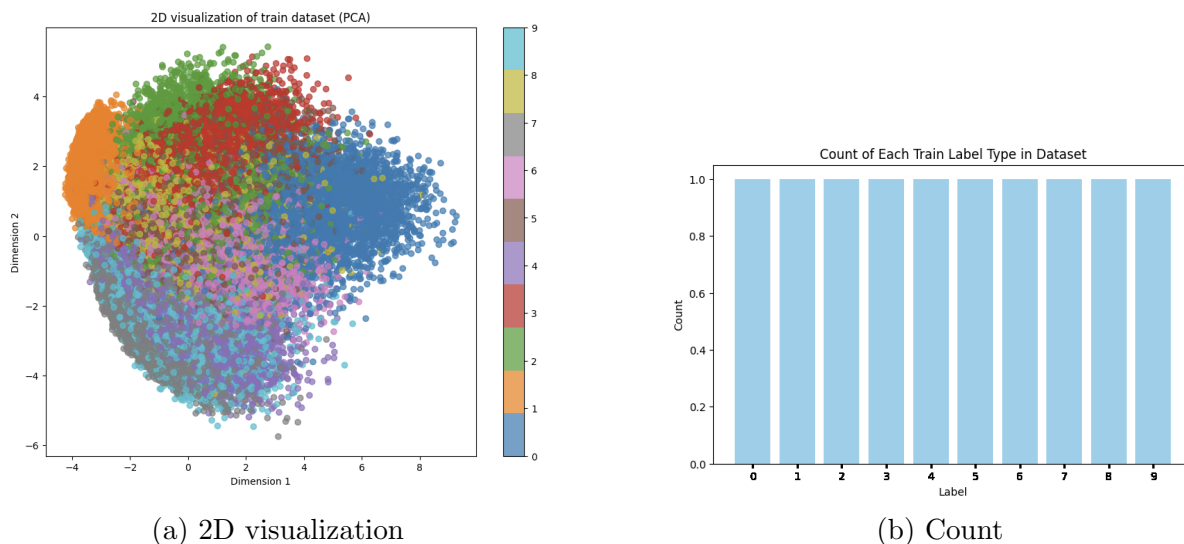 2D visualization of train dataset (PCA)
Dimension 2
4
2
0
−2
−4
−6
−4 −2 0 2 4 6 8
Dimension 1
9
8
7
6
5
4
3
2
1
0
(a) 2D visualization
Count of Each Train Label Type in Dataset
Count
1.0
0.8
0.6
0.4
0.2
0.0
0 1 2 3 4 5 6 7 8 9
Label
(b) Count